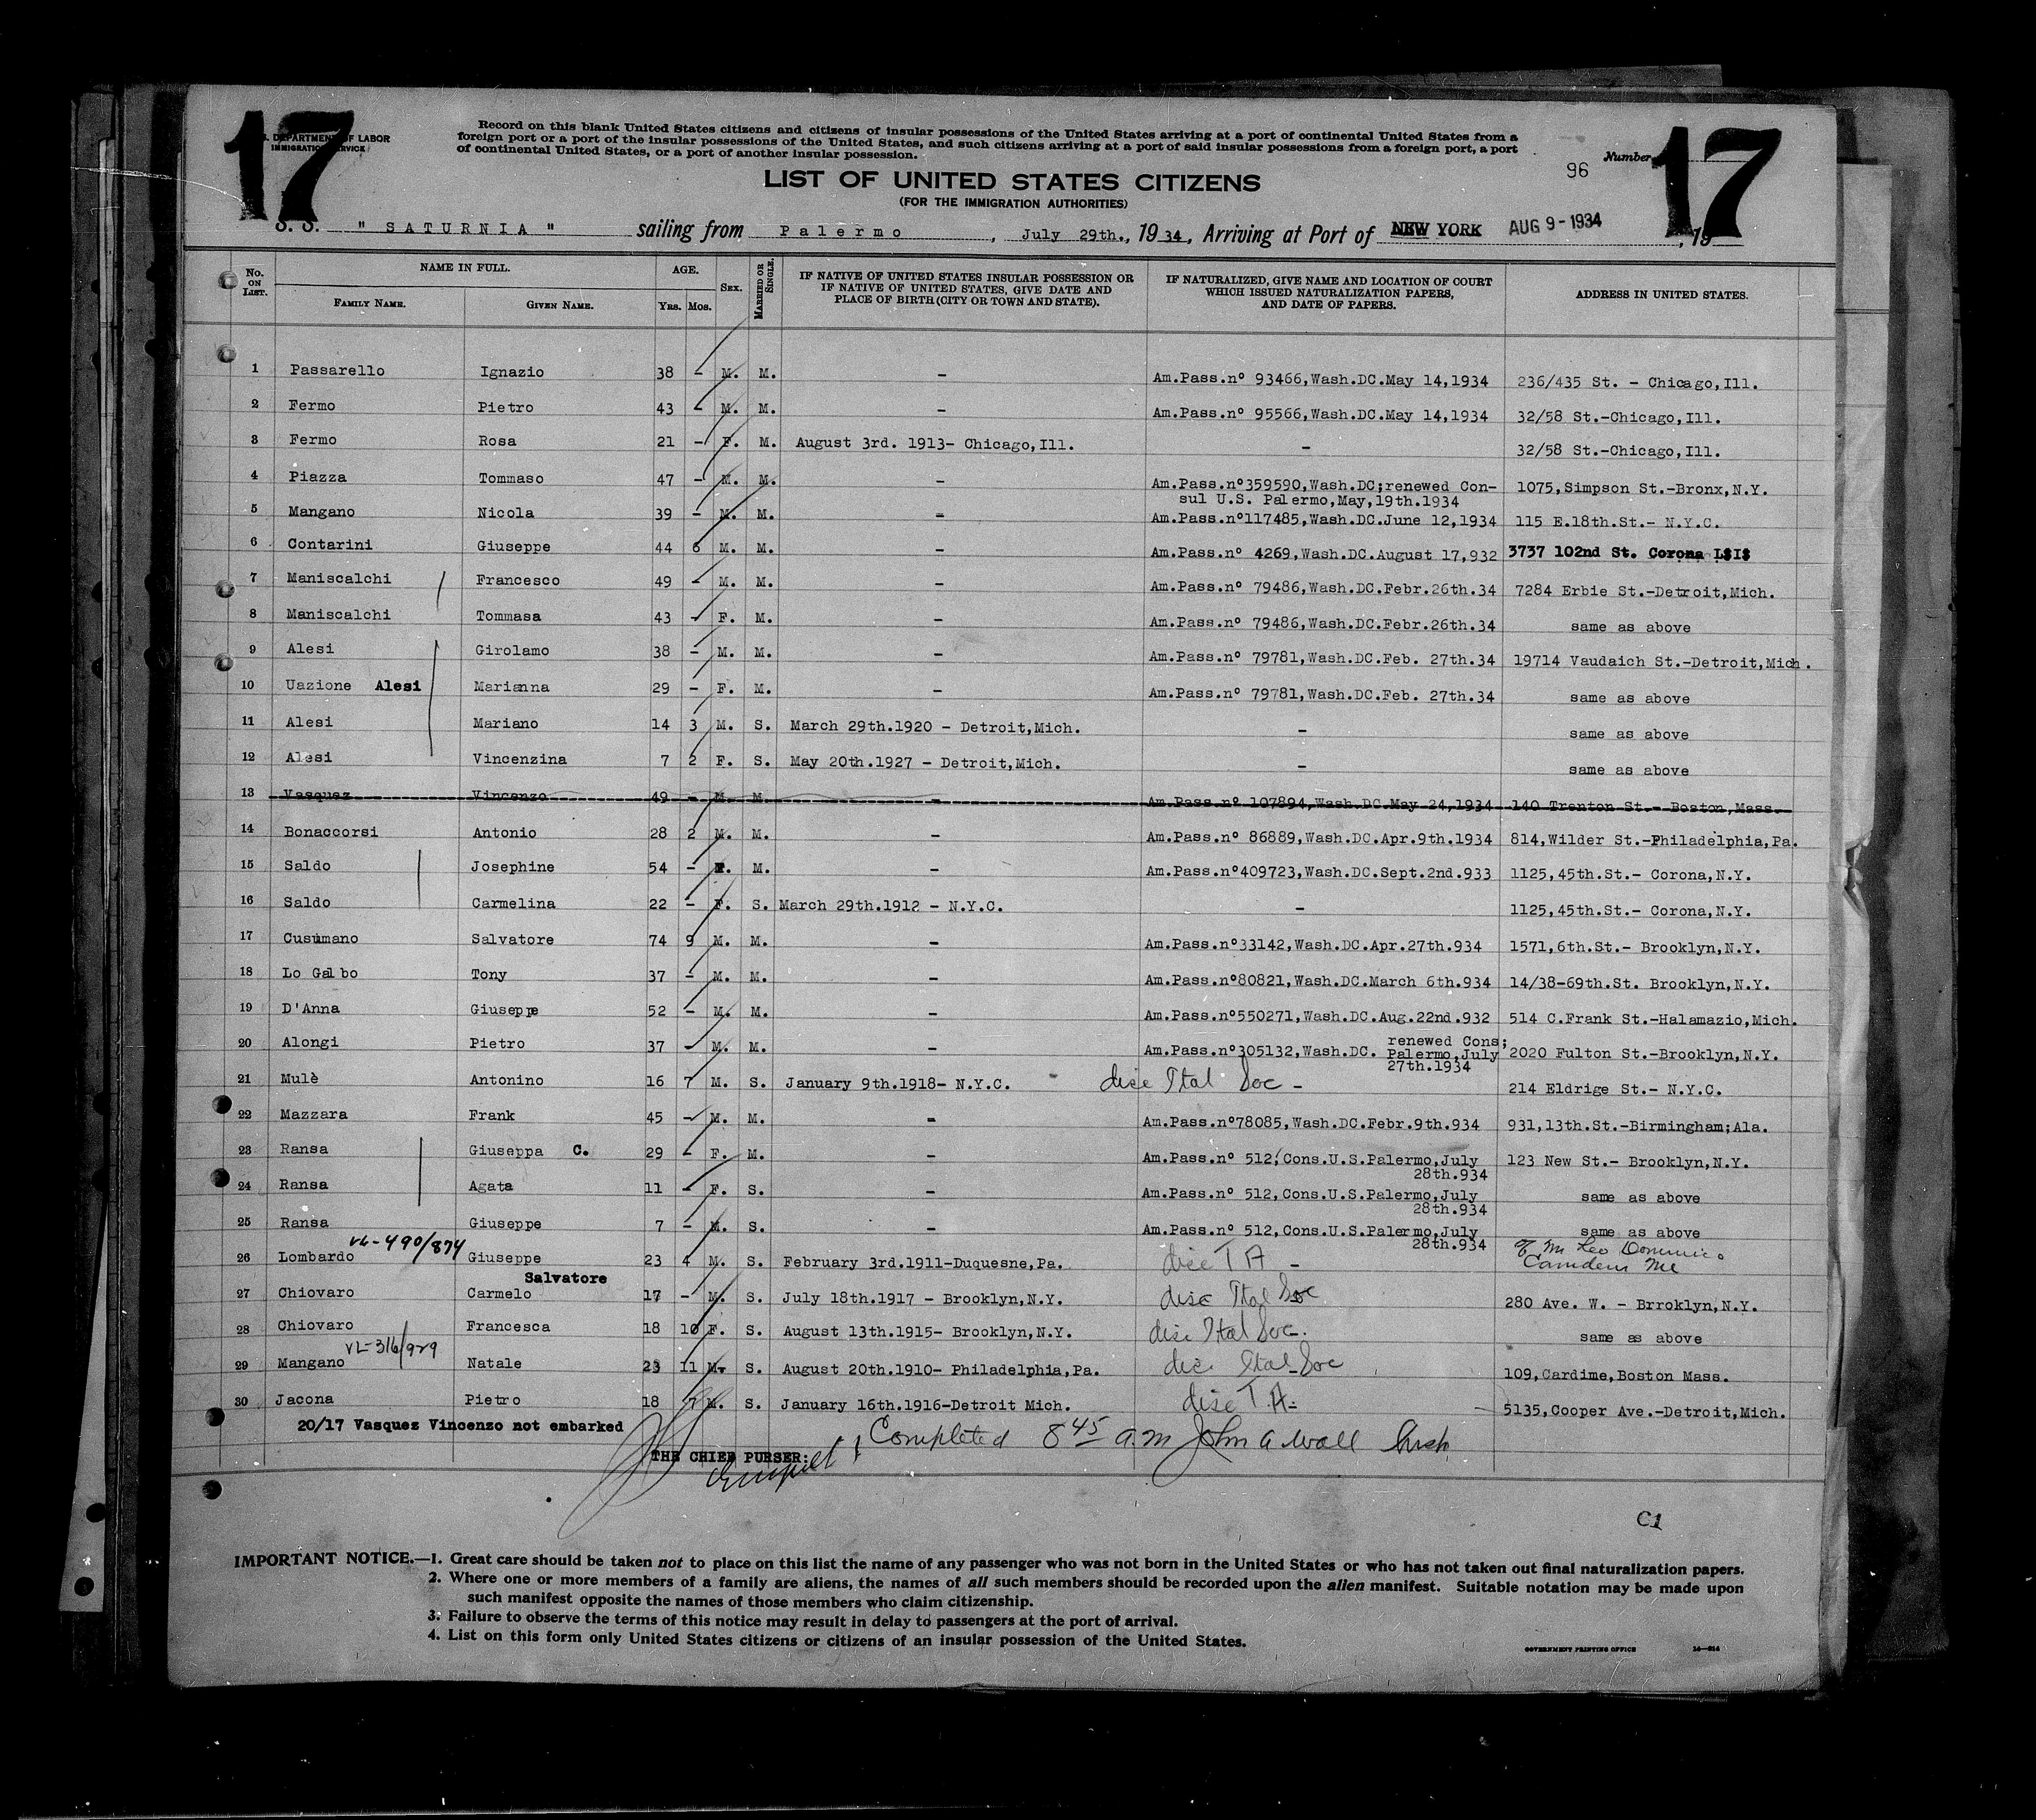 17
17
U.S. DEPARTMENT OF LABOR
IMMIGRATION SERVICE
Record on this blank United States citizens and citizens of insular possessions of the United States arriving at a port of continental United States from a
foreign port or a port of the insular possessions of the United States, and such citizens arriving at a port of said insular possessions from a foreign port, a port
of continental United States, or a port of another insular possession.
96
Number
LIST OF UNITED STATES CITIZENS
(FOR THE IMMIGRATION AUTHORITIES)
S. S. " SATURNIA " sailing from Palermo, July 29th., 1934, Arriving at Port of NEW YORK AUG 9-1934, 19
No. ON LIST. NAME IN FULL. AGE. SEX. MARRIED OR SINGLE. IF NATIVE OF UNITED STATES INSULAR POSSESSION OR IF NATIVE OF UNITED STATES, GIVE DATE AND PLACE OF BIRTH (CITY OR TOWN AND STATE). IF NATURALIZED, GIVE NAME AND LOCATION OF COURT WHICH ISSUED NATURALIZATION PAPERS, AND DATE OF PAPERS. ADDRESS IN UNITED STATES.
FAMILY NAME. GIVEN NAME. YRS. MOS.
1 Passarello Ignazio 38 - M. M. - Am.Pass.nº 93466,Wash.DC.May 14,1934 236/435 St. - Chicago,Ill.
2 Fermo Pietro 43 - M. M. - Am.Pass.nº 95566,Wash.DC.May 14,1934 32/58 St.-Chicago,Ill.
3 Fermo Rosa 21 - F. M. August 3rd. 1913- Chicago,Ill. - 32/58 St.-Chicago,Ill.
4 Piazza Tommaso 47 - M. M. - Am.Pass.nº359590,Wash.DC;renewed Con-
sul U.S. Palermo,May,19th.1934 1075,Simpson St.-Bronx,N.Y.
5 Mangano Nicola 39 - M. M. - Am.Pass.nº117485,Wash.DC.June 12,1934 115 E.18th.St.- N.Y.C.
6 Contarini Giuseppe 44 6 M. M. - Am.Pass.nº 4269,Wash.DC.August 17,932 3737 102nd St. Corona L$I$
7 Maniscalchi Francesco 49 - M. M. - Am.Pass.nº 79486,Wash.DC.Febr.26th.34 7284 Erbie St.-Detroit,Mich.
8 Maniscalchi Tommasa 43 - F. M. - Am.Pass.nº 79486,Wash.DC.Febr.26th.34 same as above
9 Alesi Girolamo 38 - M. M. - Am.Pass.nº 79781,Wash.DC.Feb. 27th.34 19714 Vaudaich St.-Detroit,Mich.
10 Uazione Alesi Marianna 29 - F. M. - Am.Pass.nº 79781,Wash.DC.Feb. 27th.34 same as above
11 Alesi Mariano 14 3 M. S. March 29th.1920 - Detroit,Mich. - same as above
12 Alesi Vincenzina 7 2 F. S. May 20th.1927 - Detroit,Mich. - same as above
13 Vasquez Vincenzo 49 - M. M. - Am.Pass.nº 107894,Wash.DC.May 24,1934 140 Trenton St.- Boston,Mass.
14 Bonaccorsi Antonio 28 2 M. M. - Am.Pass.nº 86889,Wash.DC.Apr.9th.1934 814,Wilder St.-Philadelphia,Pa.
15 Saldo Josephine 54 - F. M. - Am.Pass.nº409723,Wash.DC.Sept.2nd.933 1125,45th.St.- Corona,N.Y.
16 Saldo Carmelina 22 - F. S. March 29th.1912 - N.Y.C. - 1125,45th.St.- Corona,N.Y.
17 Cusumano Salvatore 74 9 M. M. - Am.Pass.nº33142,Wash.DC.Apr.27th.934 1571,6th.St.- Brooklyn,N.Y.
18 Lo Galbo Tony 37 - M. M. - Am.Pass.nº80821,Wash.DC.March 6th.934 14/38-69th.St. Brooklyn,N.Y.
19 D'Anna Giuseppe 52 - M. M. - Am.Pass.nº550271,Wash.DC.Aug.22nd.932 514 C.Frank St.-Halamazio,Mich.
20 Alongi Pietro 37 - M. M. - Am.Pass.nº305132,Wash.DC. renewed Cons; Palermo,July 27th.1934 2020 Fulton St.-Brooklyn,N.Y.
21 Mulè Antonino 16 7 M. S. January 9th.1918- N.Y.C. - disc Ital Soc - 214 Eldrige St.- N.Y.C.
22 Mazzara Frank 45 - M. M. - Am.Pass.nº78085,Wash.DC.Febr.9th.934 931,13th.St.-Birmingham;Ala.
23 Ransa Giuseppa C. 29 - F. M. - Am.Pass.nº 512,Cons.U.S.Palermo,July 28th.934 123 New St.- Brooklyn,N.Y.
24 Ransa Agata 11 - F. S. - Am.Pass.nº 512,Cons.U.S.Palermo,July 28th.934 same as above
25 Ransa Giuseppe 7 - M. S. - Am.Pass.nº 512,Cons.U.S.Palermo,July 28th.934 same as above
VL-490/874
26 Lombardo Giuseppe 23 4 M. S. February 3rd.1911-Duquesne,Pa. disc T A - % Mr Leo Dominic Camden Me
Salvatore
27 Chiovaro Carmelo 17 - M. S. July 18th.1917 - Brooklyn,N.Y. disc Ital Soc 280 Ave. W. - Brroklyn,N.Y.
28 Chiovaro Francesca 18 10 F. S. August 13th.1915- Brooklyn,N.Y. disc Ital Soc. same as above
VL-316/929
29 Mangano Natale 23 11 M. S. August 20th.1910- Philadelphia,Pa. disc Ital Soc 109,Cardime,Boston Mass.
30 Jacona Pietro 18 7 M. S. January 16th.1916-Detroit Mich. disc T.A- 5135,Cooper Ave.-Detroit,Mich.
20/17 Vasquez Vincenzo not embarked
Completed 8 45 a.m John A Wall Insp
THE CHIEF PURSER:
C1
IMPORTANT NOTICE.—1. Great care should be taken not to place on this list the name of any passenger who was not born in the United States or who has not taken out final naturalization papers.
2. Where one or more members of a family are aliens, the names of all such members should be recorded upon the alien manifest. Suitable notation may be made upon
such manifest opposite the names of those members who claim citizenship.
3. Failure to observe the terms of this notice may result in delay to passengers at the port of arrival.
4. List on this form only United States citizens or citizens of an insular possession of the United States.
GOVERNMENT PRINTING OFFICE 14-814